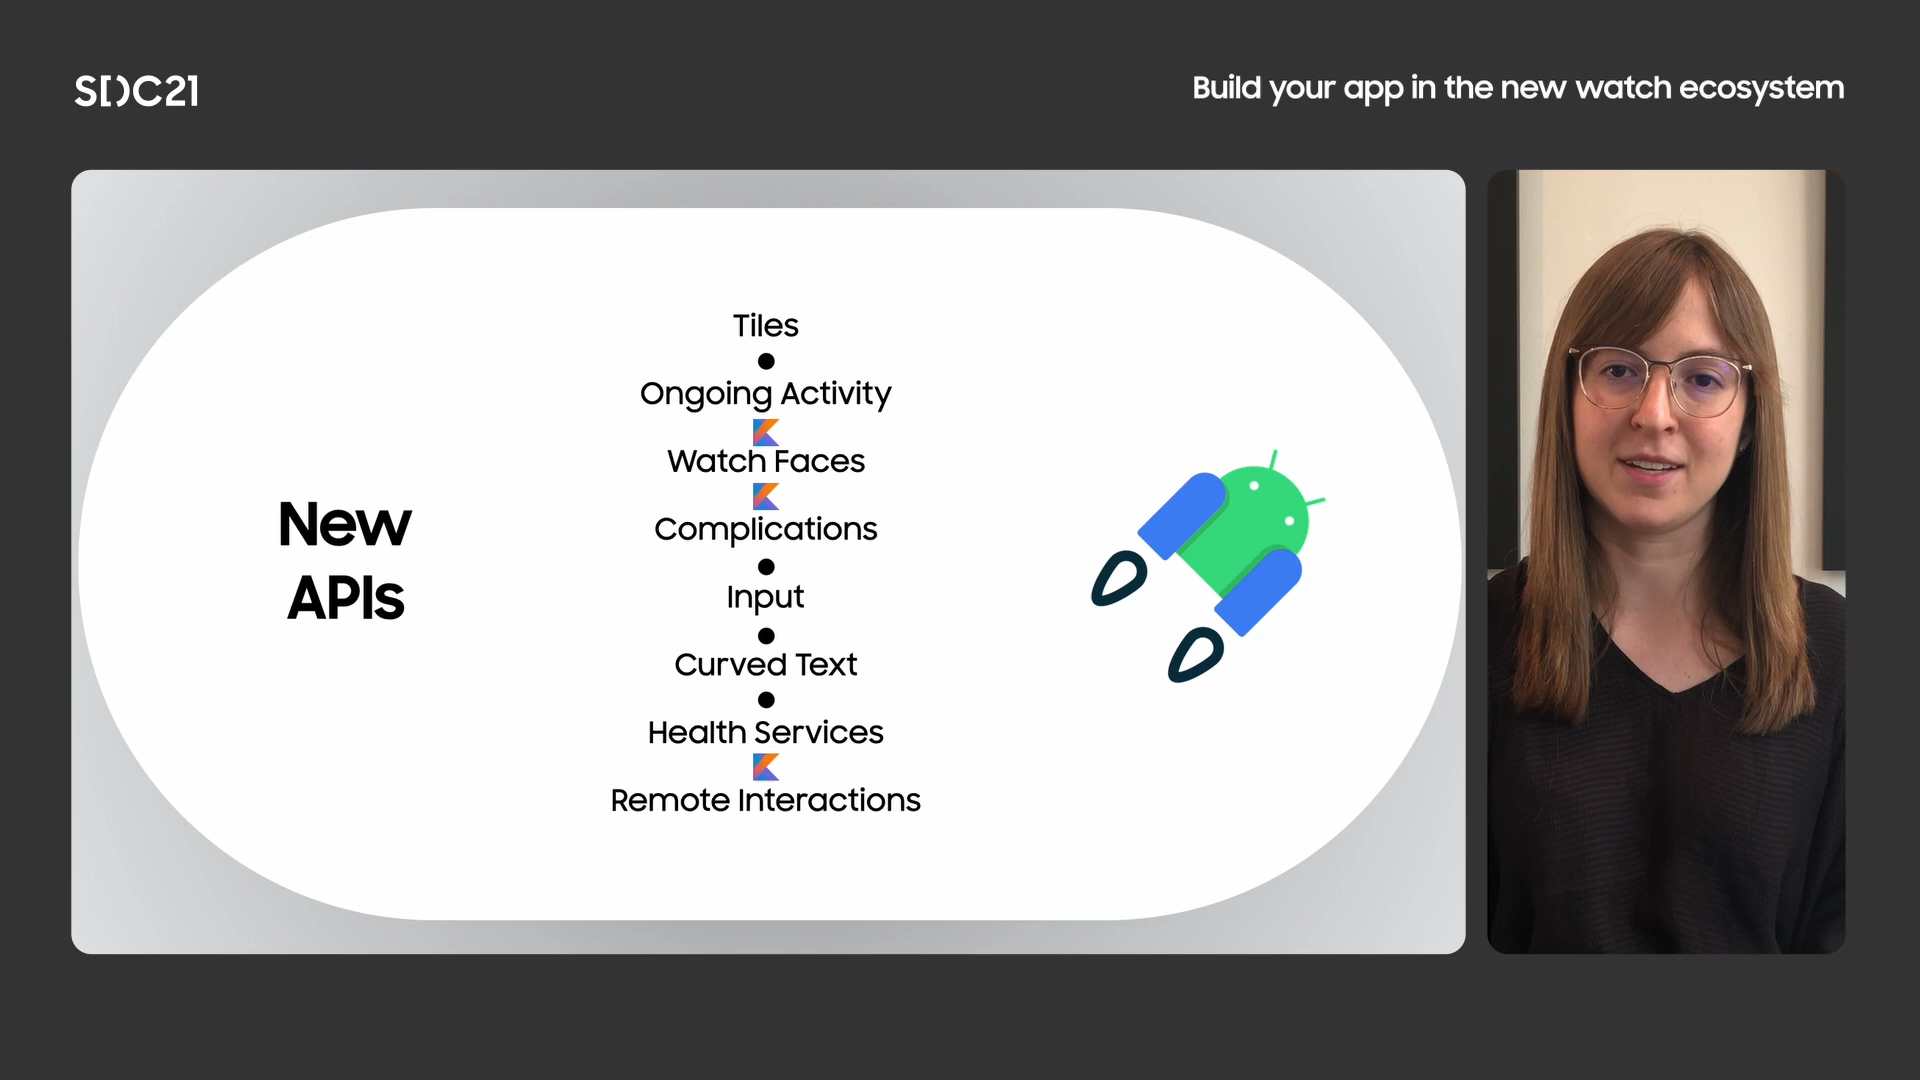 SDC21
Build your app in the new watch ecosystem
New
APIs
Tiles
Ongoing Activity
Watch Faces
Complications
Input
Curved Text
Health Services
Remote Interactions